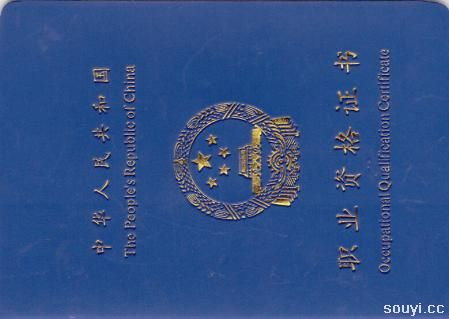 中华人民共和国
The People's Republic of China
职业资格证书
Occupational Qualification Certificate
souyi.cc